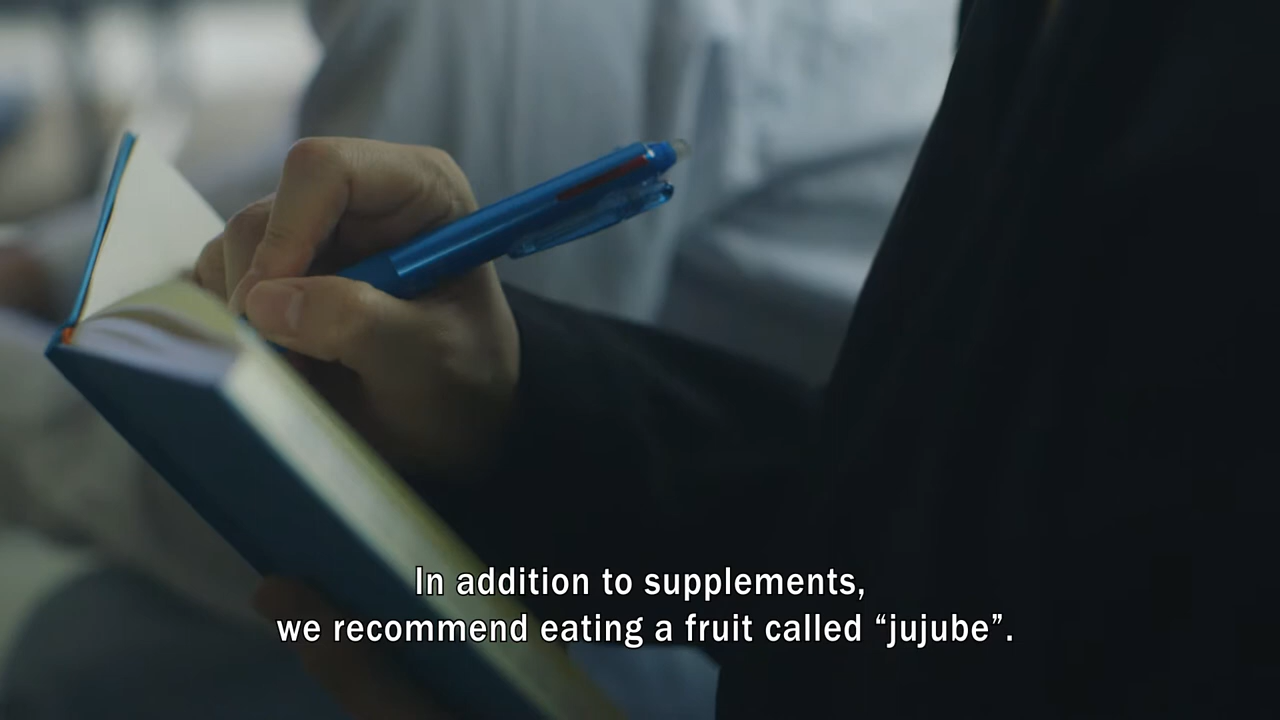 In addition to supplements,
we recommend eating a fruit called “jujube”.